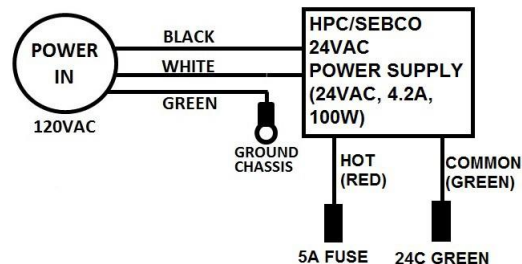 POWER
IN
120VAC
BLACK
WHITE
GREEN
GROUND
CHASSIS
HPC/SEBCO
24VAC
POWER SUPPLY
(24VAC, 4.2A,
100W)
HOT
(RED)
COMMON
(GREEN)
5A FUSE
24C GREEN